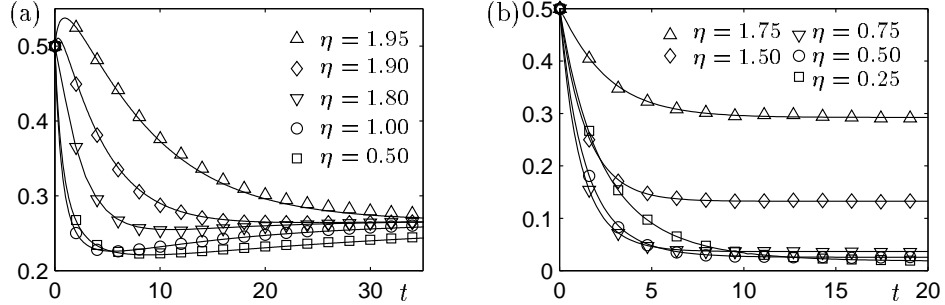 (a)
0.5
0.4
0.3
0.2
0
10
20
30
t
η = 1.95
η = 1.90
η = 1.80
η = 1.00
η = 0.50
(b)
0.5
0.4
0.3
0.2
0.1
0
0
5
10
15
20
t
η = 1.75
η = 1.50
η = 0.75
η = 0.50
η = 0.25